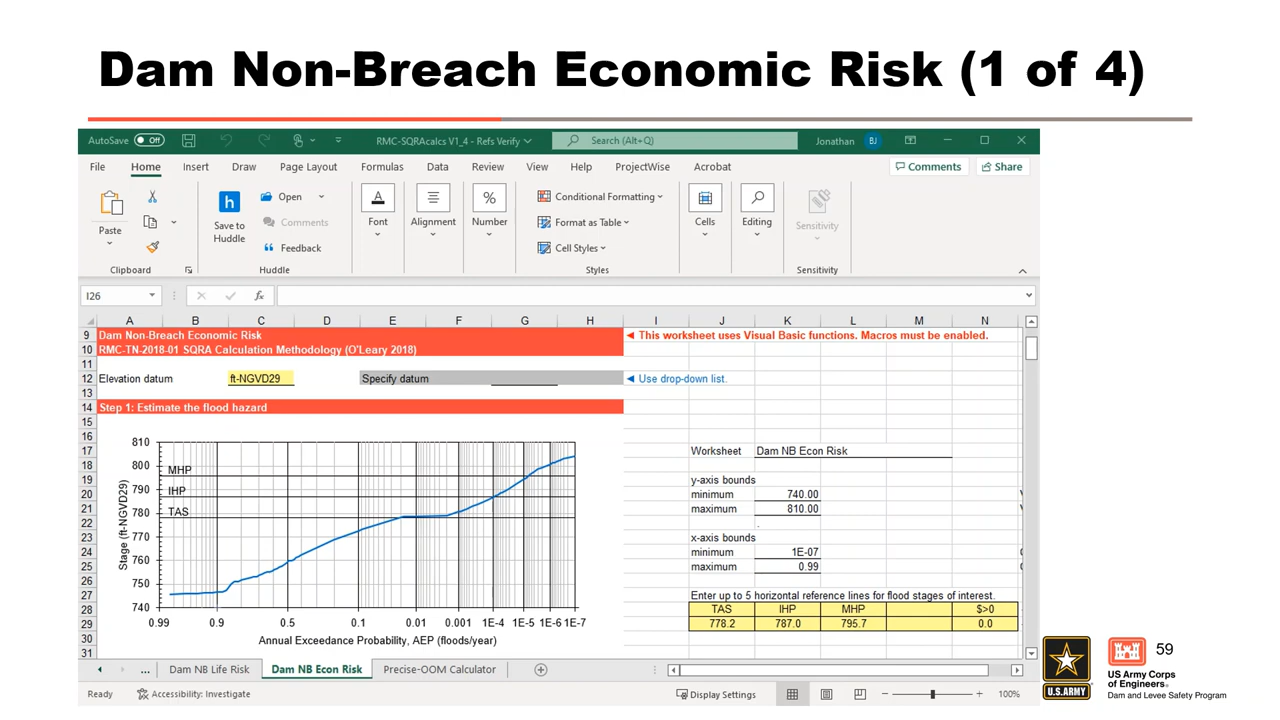 Dam Non-Breach Economic Risk (1 of 4)
AutoSave Off RMC-SQRAcalcs V1_4 - Refs Verify Search (Alt+Q) Jonathan BJ
File Home Insert Draw Page Layout Formulas Data Review View Help ProjectWise Acrobat Comments Share
Paste
Clipboard
h
Save to Huddle
Open
Comments
Feedback
Huddle
Font
Alignment
%
Number
Conditional Formatting
Format as Table
Cell Styles
Styles
Cells
Editing
Sensitivity
Sensitivity
I26 fx
A B C D E F G H I J K L M N
9 Dam Non-Breach Economic Risk ◄ This worksheet uses Visual Basic functions. Macros must be enabled.
10 RMC-TN-2018-01 SQRA Calculation Methodology (O'Leary 2018)
11
12 Elevation datum ft-NGVD29 Specify datum ◄ Use drop-down list.
13
14 Step 1: Estimate the flood hazard
15
16
17 Worksheet Dam NB Econ Risk
18
19 y-axis bounds
20 minimum 740.00
21 maximum 810.00
22
23 x-axis bounds
24 minimum 1E-07
25 maximum 0.99
26
27 Enter up to 5 horizontal reference lines for flood stages of interest.
28 TAS IHP MHP $>0
29 778.2 787.0 795.7 0.0
30
31
Stage (ft-NGVD29)
810
800
790
780
770
760
750
740
MHP
IHP
TAS
0.99 0.9 0.5 0.1 0.01 0.001 1E-4 1E-5 1E-6 1E-7
Annual Exceedance Probability, AEP (floods/year)
... Dam NB Life Risk Dam NB Econ Risk Precise-OOM Calculator
Ready Accessibility: Investigate Display Settings 100%
U.S. ARMY
59
US Army Corps
of Engineers®
Dam and Levee Safety Program